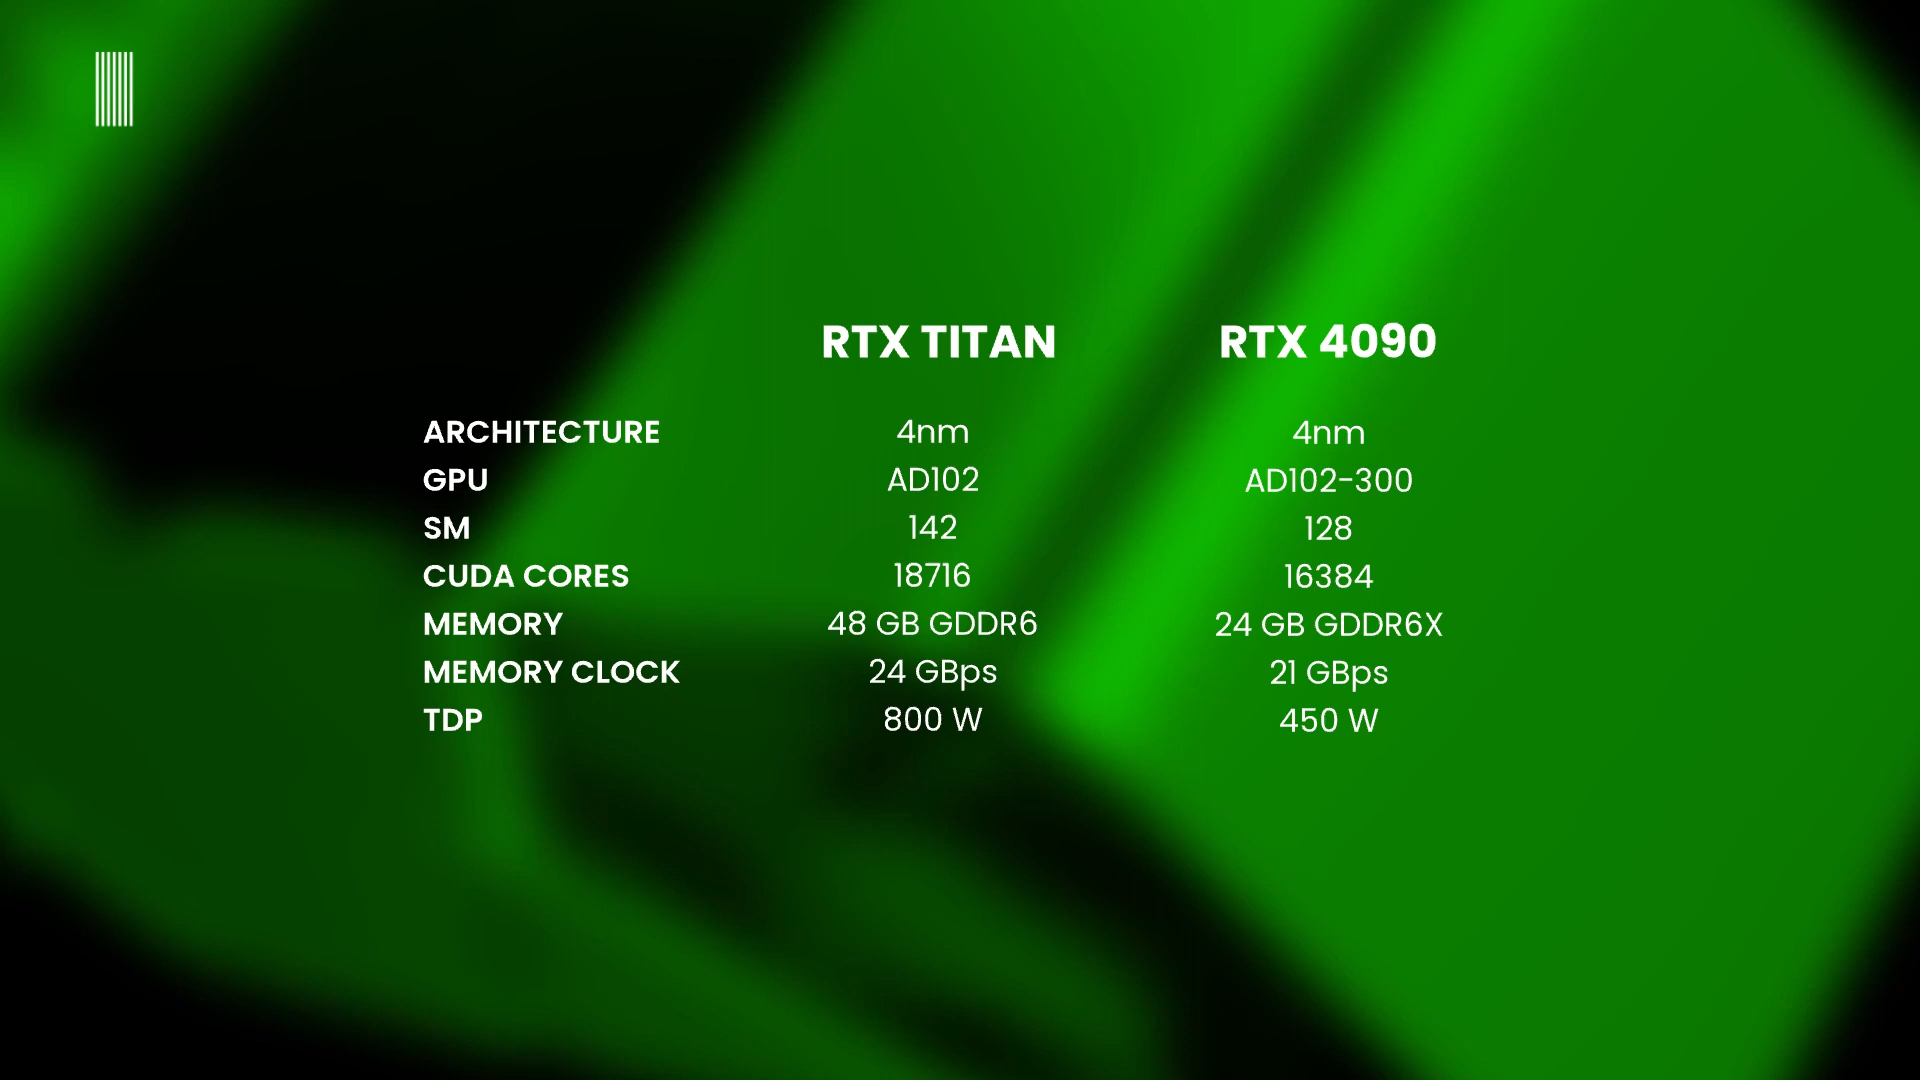 RTX TITAN RTX 4090
ARCHITECTURE 4nm 4nm
GPU AD102 AD102-300
SM 142 128
CUDA CORES 18716 16384
MEMORY 48 GB GDDR6 24 GB GDDR6X
MEMORY CLOCK 24 GBps 21 GBps
TDP 800 W 450 W